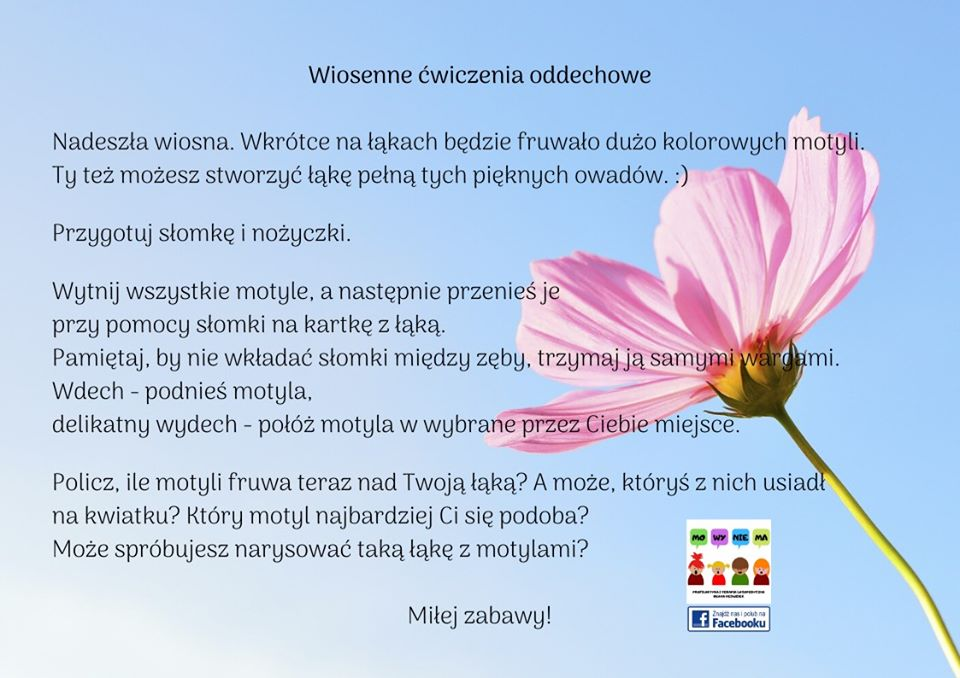 Wiosenne ćwiczenia oddechowe
Nadeszła wiosna. Wkrótce na łąkach będzie fruwało dużo kolorowych motyli.
Ty też możesz stworzyć łąkę pełną tych pięknych owadów. :)
Przygotuj słomkę i nożyczki.
Wytnij wszystkie motyle, a następnie przenieś je
przy pomocy słomki na kartkę z łąką.
Pamiętaj, by nie wkładać słomki między zęby, trzymaj ją samymi wargami.
Wdech - podnieś motyla,
delikatny wydech - połóż motyla w wybrane przez Ciebie miejsce.
Policz, ile motyli fruwa teraz nad Twoją łąką? A może, któryś z nich usiadł
na kwiatku? Który motyl najbardziej Ci się podoba?
Może spróbujesz narysować taką łąkę z motylami?
MO WY NIE MA
Znajdź nas i polub na
Facebooku
Miłej zabawy!